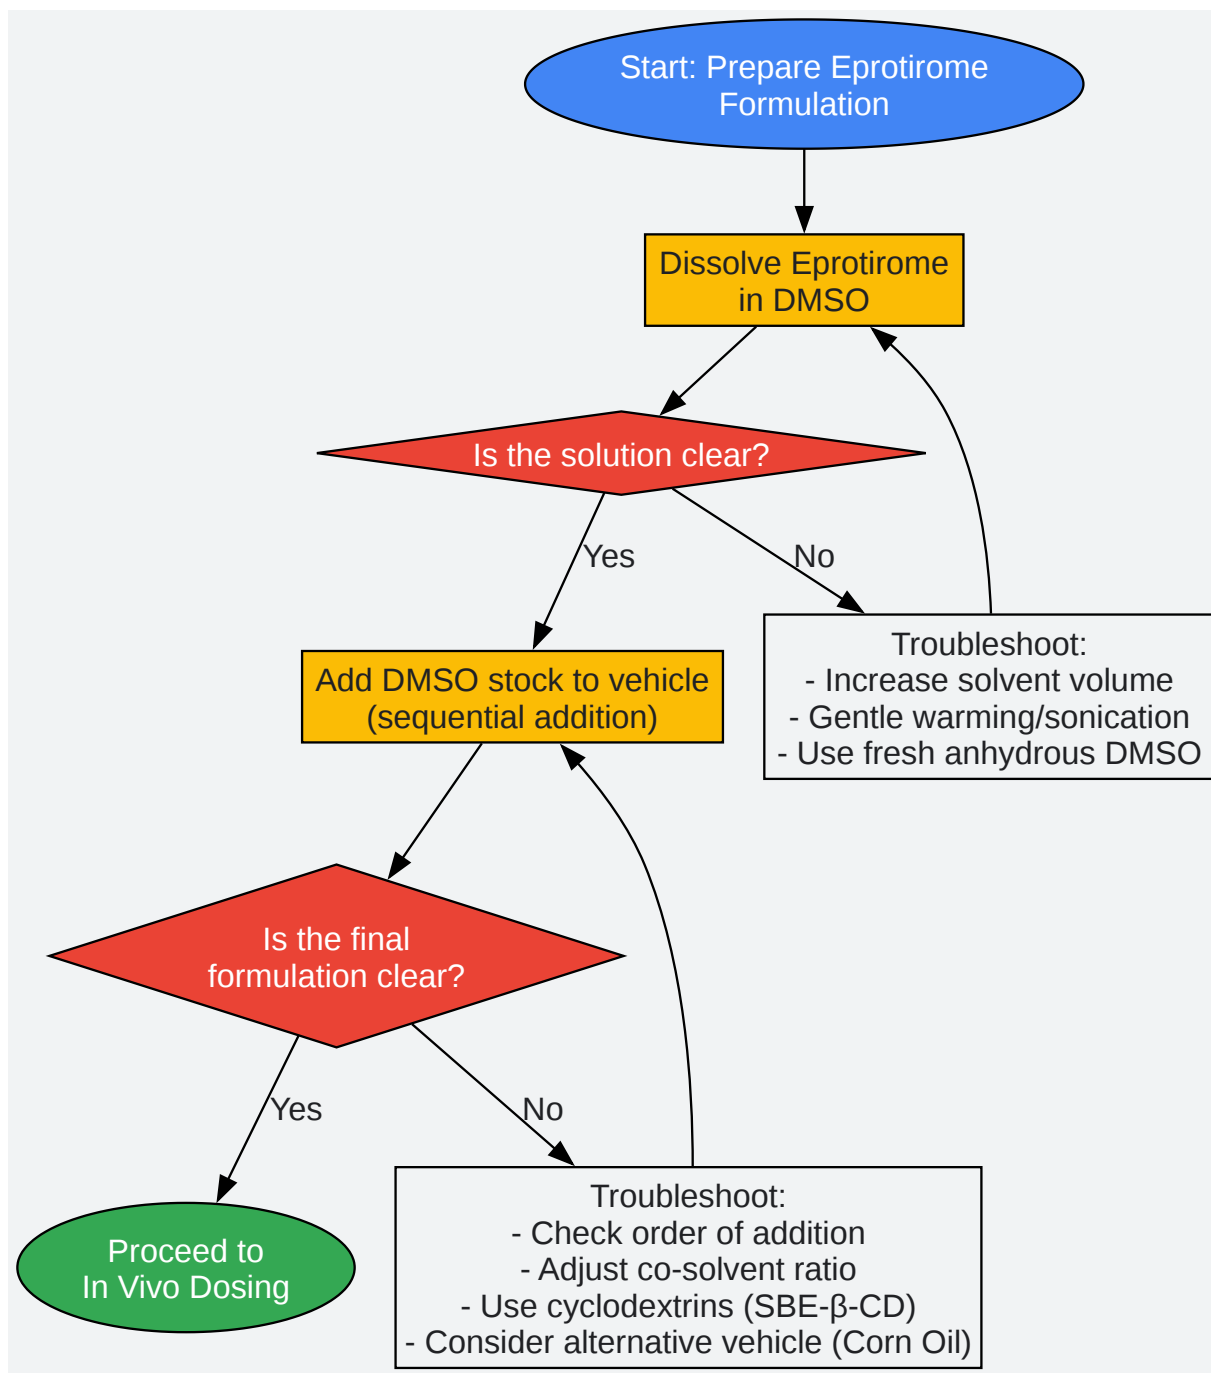 Start: Prepare Eprotirome
Formulation
Dissolve Eprotirome
in DMSO
Is the solution clear?
Yes
No
Troubleshoot:
- Increase solvent volume
- Gentle warming/sonication
- Use fresh anhydrous DMSO
Add DMSO stock to vehicle
(sequential addition)
Is the final
formulation clear?
Yes
No
Troubleshoot:
- Check order of addition
- Adjust co-solvent ratio
- Use cyclodextrins (SBE-β-CD)
- Consider alternative vehicle (Corn Oil)
Proceed to
In Vivo Dosing